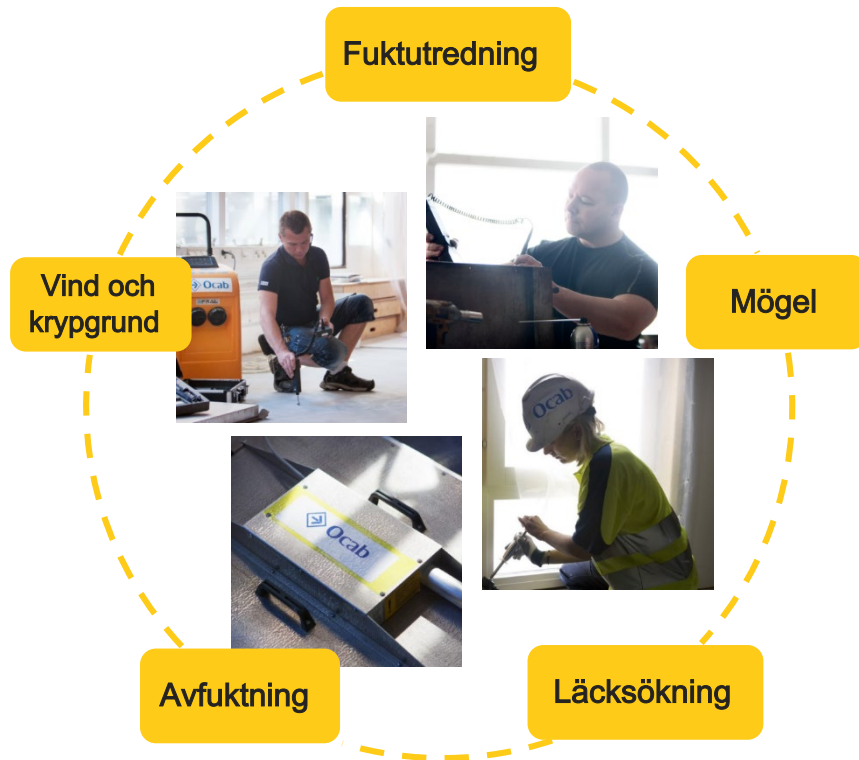 Fuktutredning
Vind och
krypgrund
Mögel
Ocab
Ocab
Ocab
Avfuktning
Läcksökning